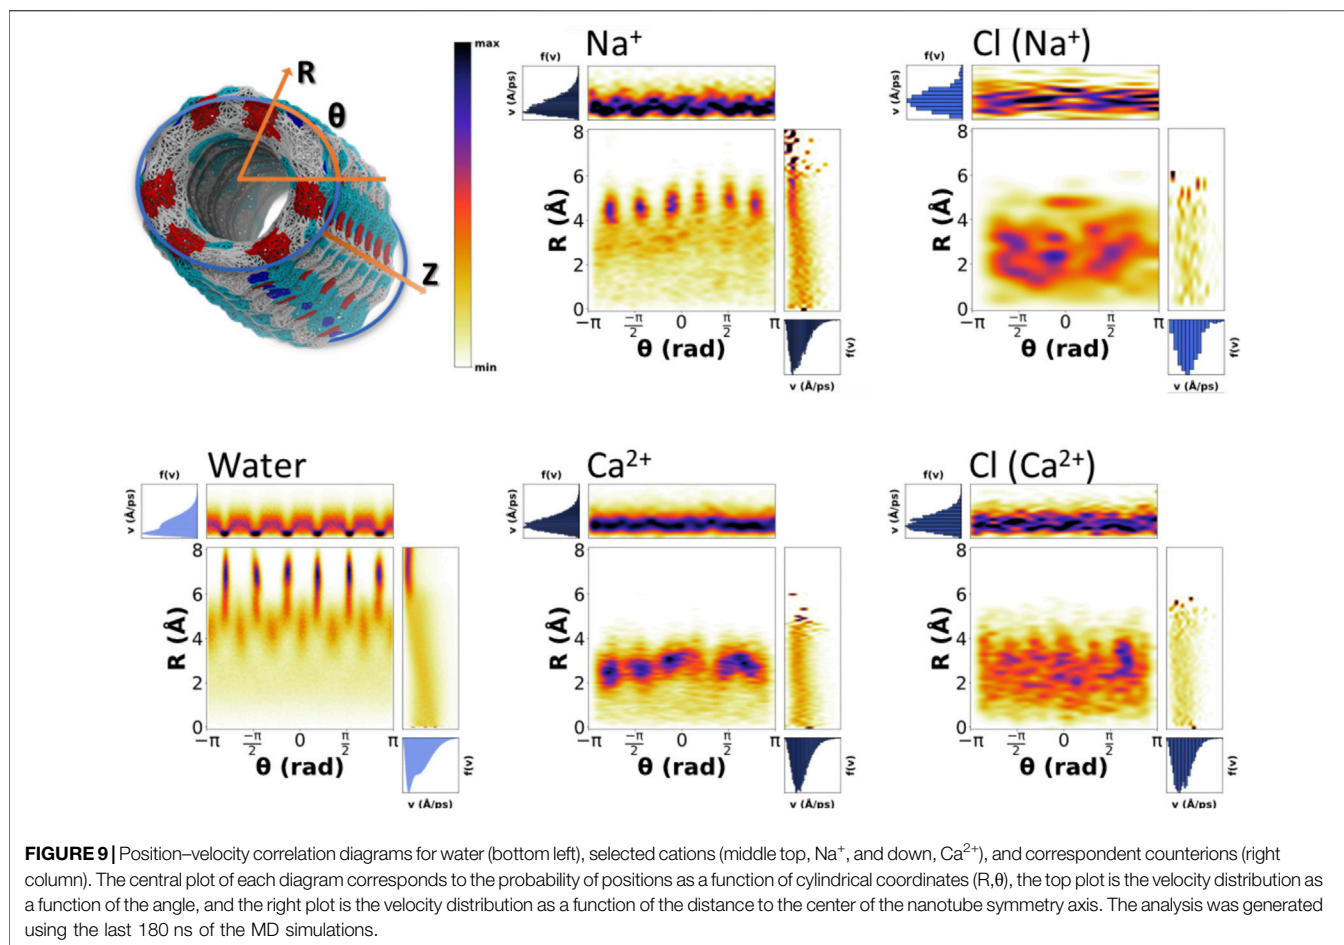 R
θ
Z
max
min
Na⁺
f(v)
v (Å/ps)
R (Å)
8
6
4
2
0
−π
−π/2
0
π/2
π
θ (rad)
f(v)
v (Å/ps)
Cl (Na⁺)
f(v)
v (Å/ps)
R (Å)
8
6
4
2
0
−π
−π/2
0
π/2
π
θ (rad)
f(v)
v (Å/ps)
Water
f(v)
v (Å/ps)
R (Å)
8
6
4
2
0
−π
−π/2
0
π/2
π
θ (rad)
f(v)
v (Å/ps)
Ca²⁺
f(v)
v (Å/ps)
R (Å)
8
6
4
2
0
−π
−π/2
0
π/2
π
θ (rad)
f(v)
v (Å/ps)
Cl (Ca²⁺)
f(v)
v (Å/ps)
R (Å)
8
6
4
2
0
−π
−π/2
0
π/2
π
θ (rad)
f(v)
v (Å/ps)
FIGURE 9 | Position–velocity correlation diagrams for water (bottom left), selected cations (middle top, Na⁺, and down, Ca²⁺), and correspondent counterions (right
column). The central plot of each diagram corresponds to the probability of positions as a function of cylindrical coordinates (R,θ), the top plot is the velocity distribution as
a function of the angle, and the right plot is the velocity distribution as a function of the distance to the center of the nanotube symmetry axis. The analysis was generated
using the last 180 ns of the MD simulations.